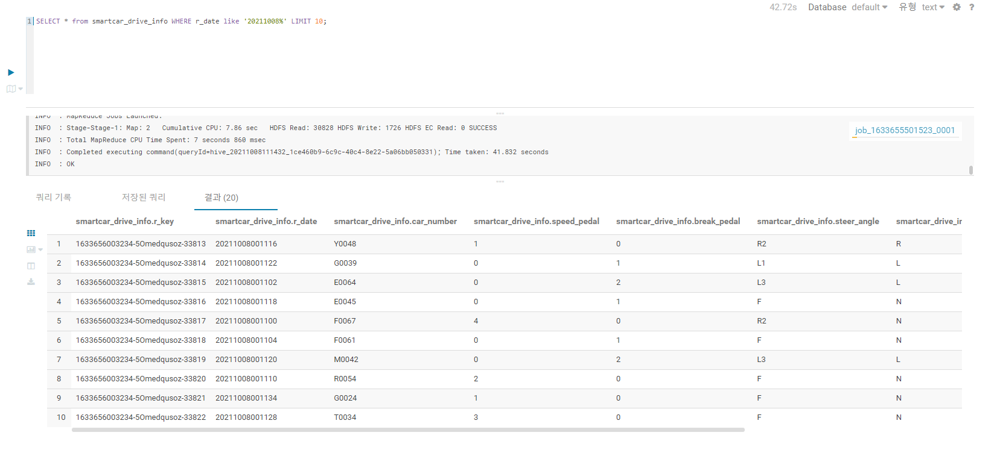 42.72s Database default 유형 text ?
1 SELECT * from smartcar_drive_info WHERE r_date like '20211008%' LIMIT 10;
INFO : MapReduce Jobs Launched:
INFO : Stage-Stage-1: Map: 2 Cumulative CPU: 7.86 sec HDFS Read: 30828 HDFS Write: 1726 HDFS EC Read: 0 SUCCESS
job_1633655501523_0001
INFO : Total MapReduce CPU Time Spent: 7 seconds 860 msec
INFO : Completed executing command(queryId=hive_20211008111432_1ce460b9-6c9c-40c4-8e22-5a06bb050331); Time taken: 41.832 seconds
INFO : OK
쿼리 기록 저장된 쿼리 결과 (20)
smartcar_drive_info.r_key smartcar_drive_info.r_date smartcar_drive_info.car_number smartcar_drive_info.speed_pedal smartcar_drive_info.break_pedal smartcar_drive_info.steer_angle smartcar_drive_ir
1 1633656003234-5Omedqusoz-33813 20211008001116 Y0048 1 0 R2 R
2 1633656003234-5Omedqusoz-33814 20211008001122 G0039 0 1 L1 L
3 1633656003234-5Omedqusoz-33815 20211008001102 E0064 0 2 L3 L
4 1633656003234-5Omedqusoz-33816 20211008001118 E0045 0 1 F N
5 1633656003234-5Omedqusoz-33817 20211008001100 F0067 4 0 R2 N
6 1633656003234-5Omedqusoz-33818 20211008001104 F0061 0 1 F N
7 1633656003234-5Omedqusoz-33819 20211008001120 M0042 0 2 L3 L
8 1633656003234-5Omedqusoz-33820 20211008001110 R0054 2 0 F N
9 1633656003234-5Omedqusoz-33821 20211008001134 G0024 1 0 F N
10 1633656003234-5Omedqusoz-33822 20211008001128 T0034 3 0 F N